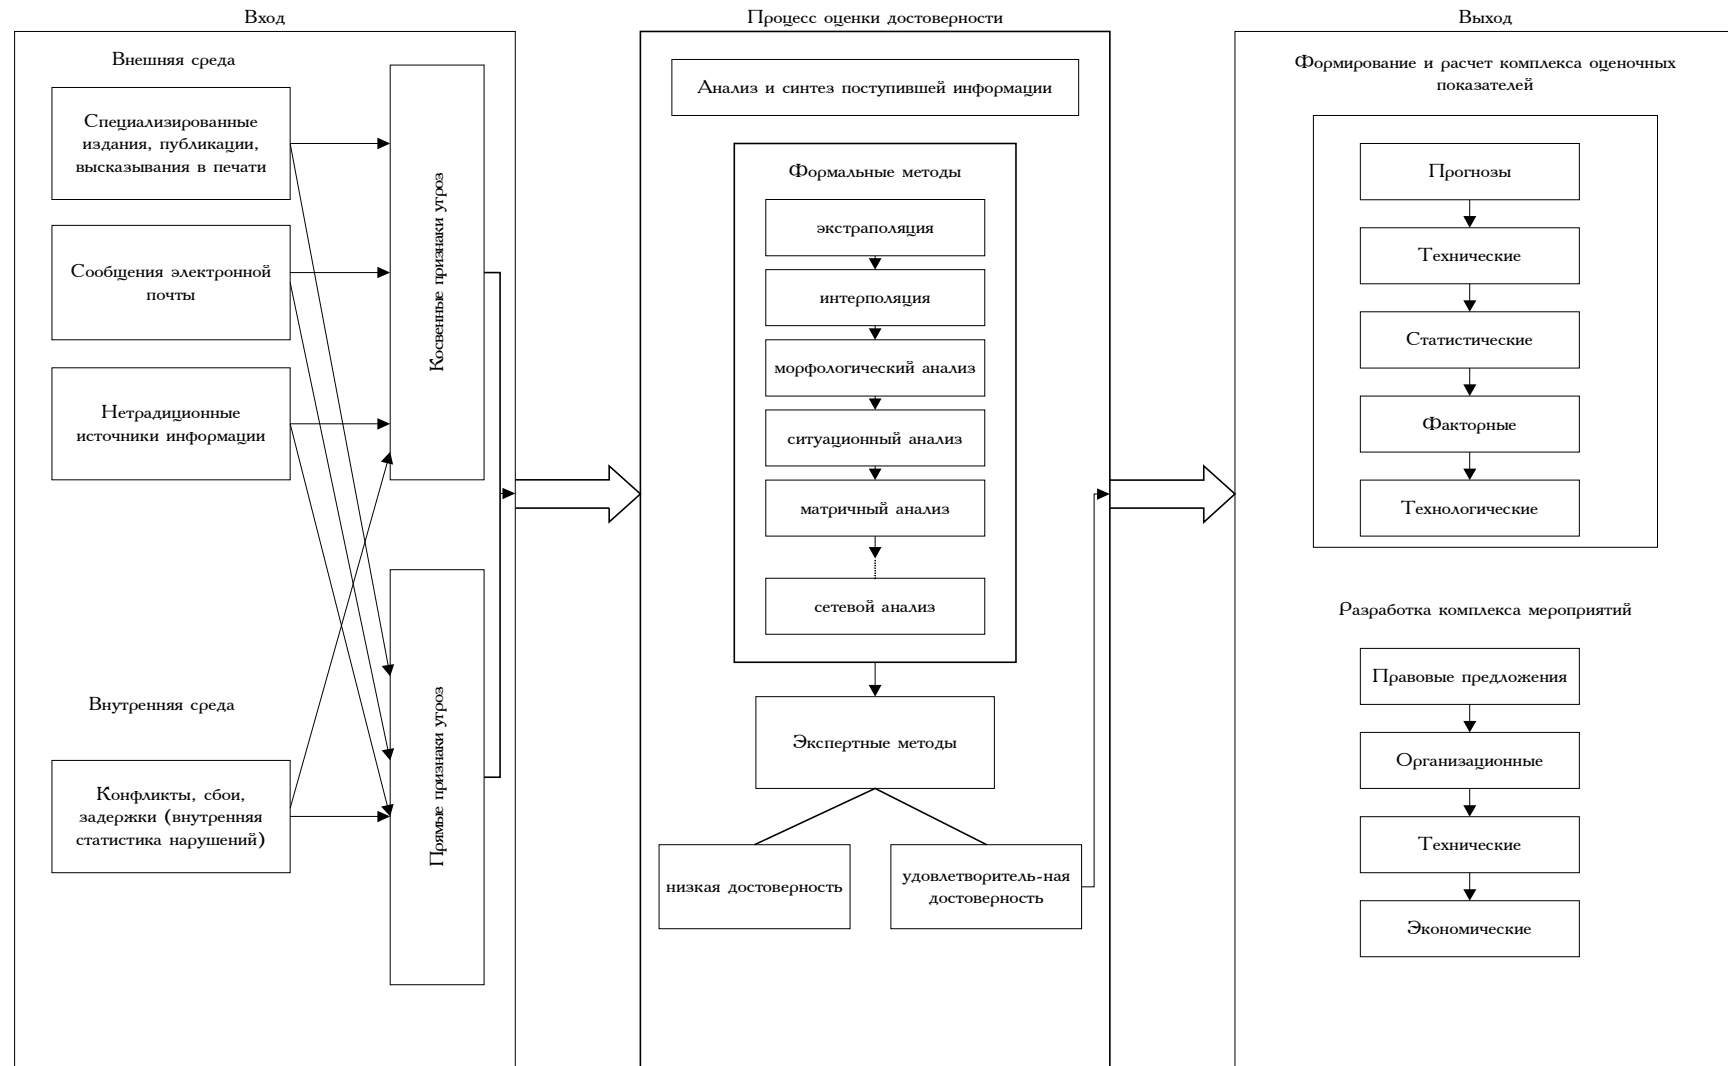 Вход
Внешняя среда
Специализированные
издания, публикации,
высказывания в печати
Сообщения электронной
почты
Нетрадиционные
источники информации
Внутренняя среда
Конфликты, сбои,
задержки (внутренняя
статистика нарушений)
Косвенные признаки угроз
Прямые признаки угроз
Процесс оценки достоверности
Анализ и синтез поступившей информации
Формальные методы
экстраполяция
интерполяция
морфологический анализ
ситуационный анализ
матричный анализ
сетевой анализ
Экспертные методы
низкая достоверность
удовлетворитель-ная
достоверность
Выход
Формирование и расчет комплекса оценочных
показателей
Прогнозы
Технические
Статистические
Факторные
Технологические
Разработка комплекса мероприятий
Правовые предложения
Организационные
Технические
Экономические